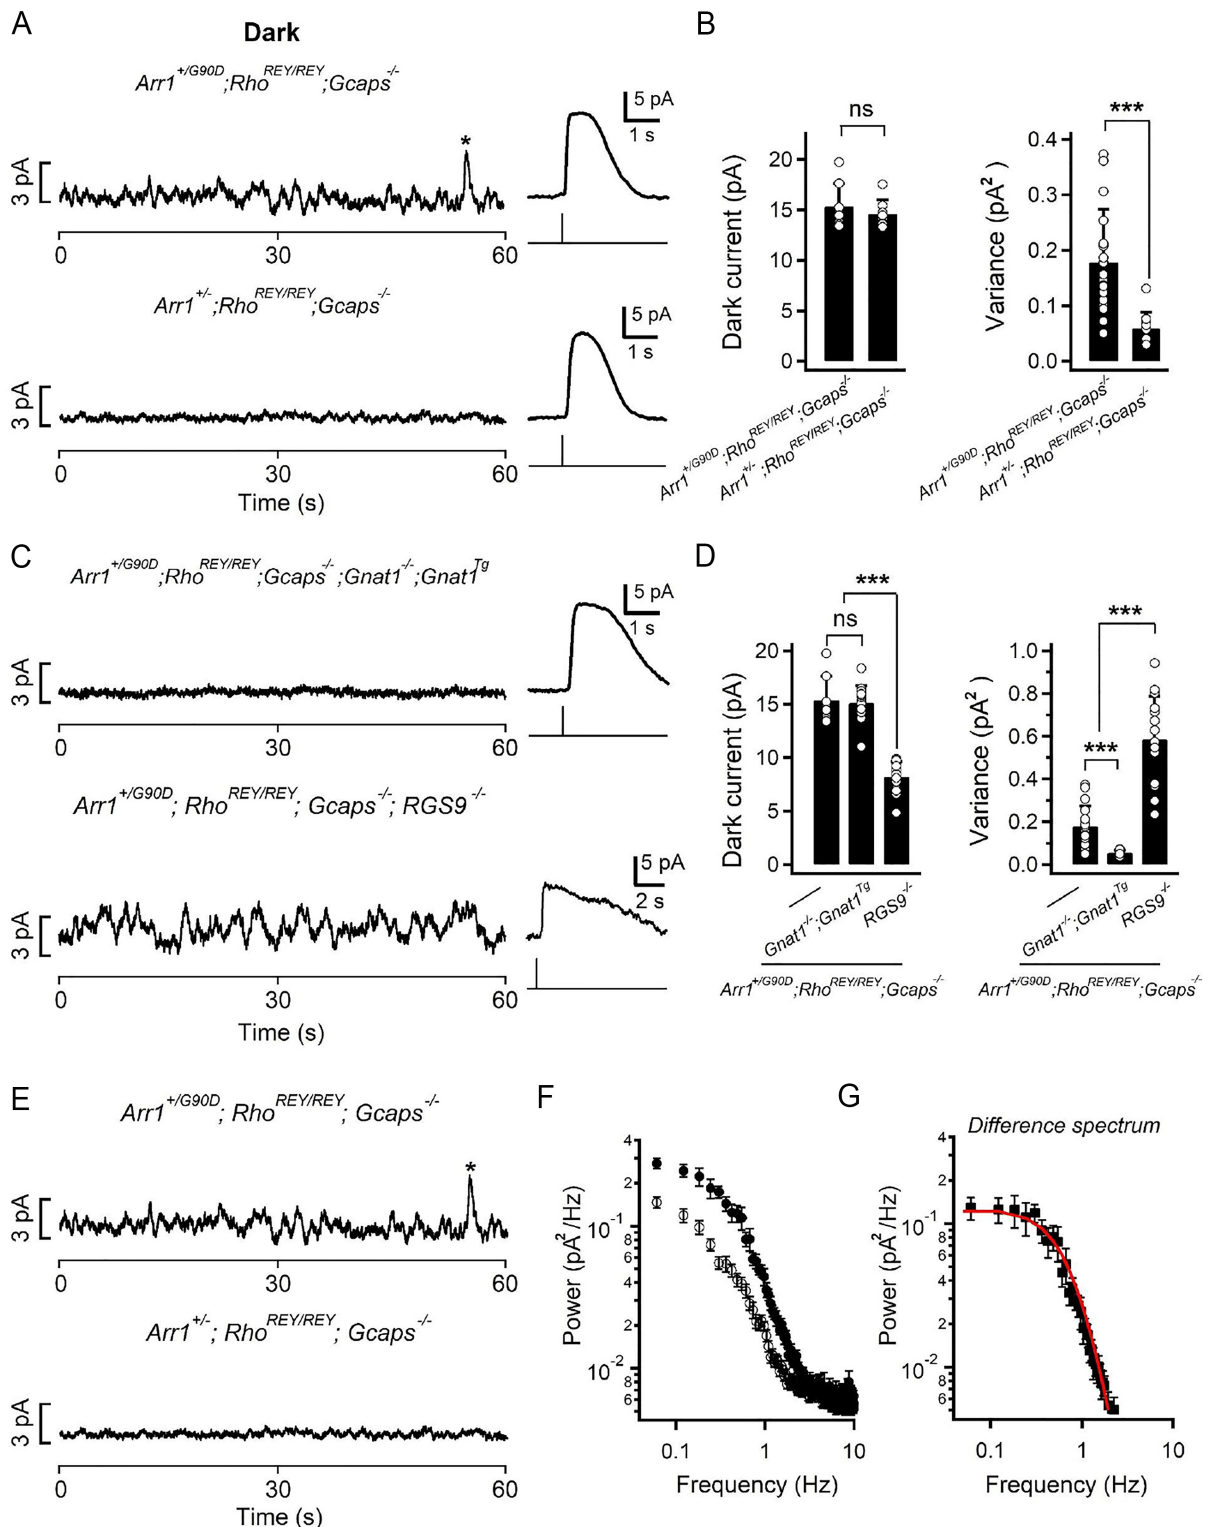 A
Dark
Arr1+/G90D;RhoREY/REY;Gcaps-/-
*
3 pA
5 pA
1 s
0 30 60
Arr1+/-;RhoREY/REY;Gcaps-/-
3 pA
5 pA
1 s
0 30 60
Time (s)
B
ns
Dark current (pA)
20
15
10
5
0
Arr1+/G90D;RhoREY/REY;Gcaps-/-
Arr1+/-;RhoREY/REY;Gcaps-/-
***
Variance (pA2)
0.4
0.3
0.2
0.1
0.0
Arr1+/G90D;RhoREY/REY;Gcaps-/-
Arr1+/-;RhoREY/REY;Gcaps-/-
C
Arr1+/G90D;RhoREY/REY;Gcaps-/-;Gnat1-/-;Gnat1Tg
3 pA
5 pA
1 s
0 30 60
Arr1+/G90D; RhoREY/REY; Gcaps-/-; RGS9-/-
3 pA
5 pA
2 s
0 30 60
Time (s)
D
***
ns
Dark current (pA)
20
15
10
5
0
Gnat1-/-;Gnat1Tg
RGS9-/-
Arr1+/G90D;RhoREY/REY;Gcaps-/-
***
***
Variance (pA2)
1.0
0.8
0.6
0.4
0.2
0.0
Gnat1-/-;Gnat1Tg
RGS9-/-
Arr1+/G90D;RhoREY/REY;Gcaps-/-
E
Arr1+/G90D; RhoREY/REY; Gcaps-/-
*
3 pA
0 30 60
Arr1+/-; RhoREY/REY; Gcaps-/-
3 pA
0 30 60
Time (s)
F
Power (pA2/Hz)
4
2
10-1
8
6
4
2
10-2
8
6
0.1 1 10
Frequency (Hz)
G
Difference spectrum
Power (pA2/Hz)
4
2
10-1
8
6
4
2
10-2
8
6
0.1 1 10
Frequency (Hz)